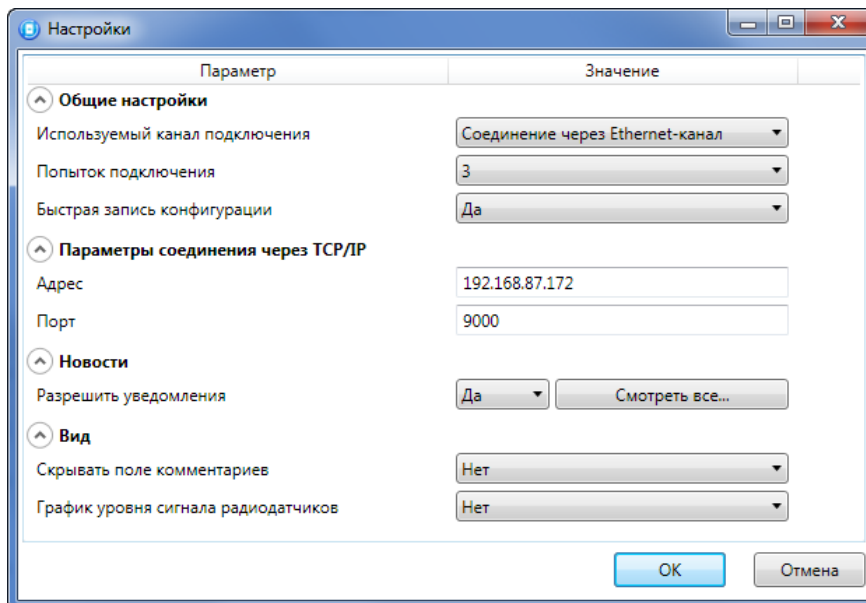 Настройки
Параметр Значение
Общие настройки
Используемый канал подключения Соединение через Ethernet-канал
Попыток подключения 3
Быстрая запись конфигурации Да
Параметры соединения через TCP/IP
Адрес 192.168.87.172
Порт 9000
Новости
Разрешить уведомления Да Смотреть все...
Вид
Скрывать поле комментариев Нет
График уровня сигнала радиодатчиков Нет
OK Отмена